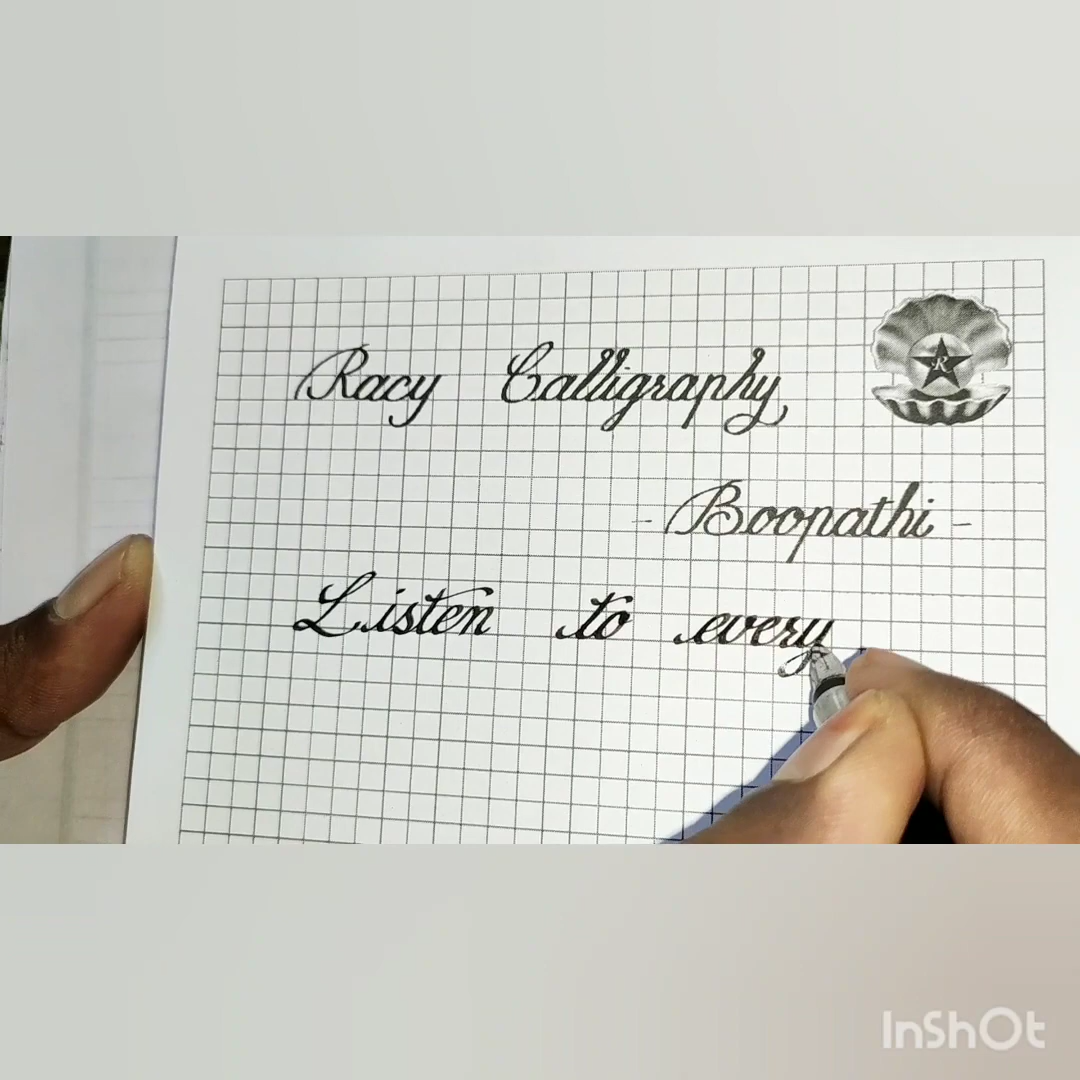 Racy Calligraphy
R
- Boopathi -
Listen to every
InShOt